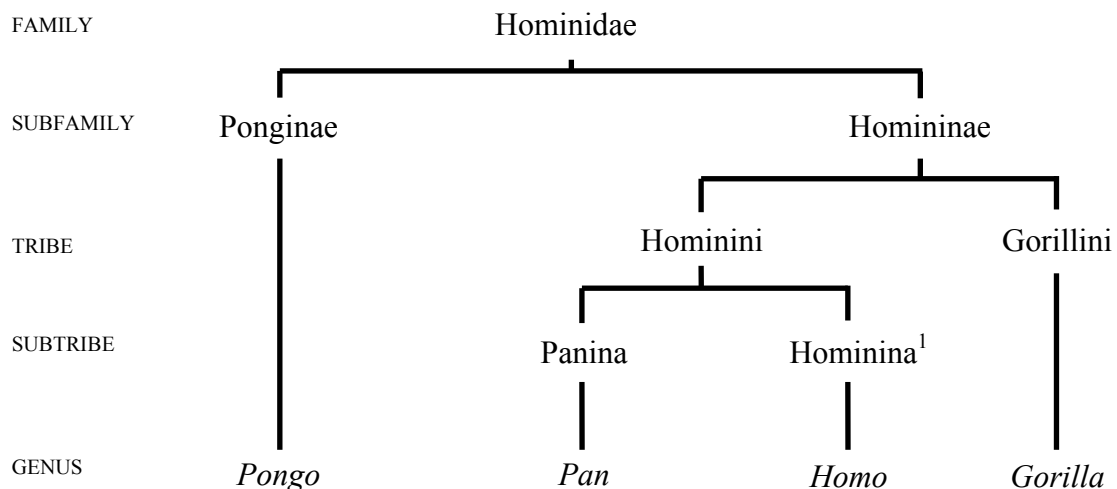 FAMILY Hominidae
SUBFAMILY Ponginae Homininae
TRIBE Hominini Gorillini
SUBTRIBE Panina Hominina¹
GENUS Pongo Pan Homo Gorilla